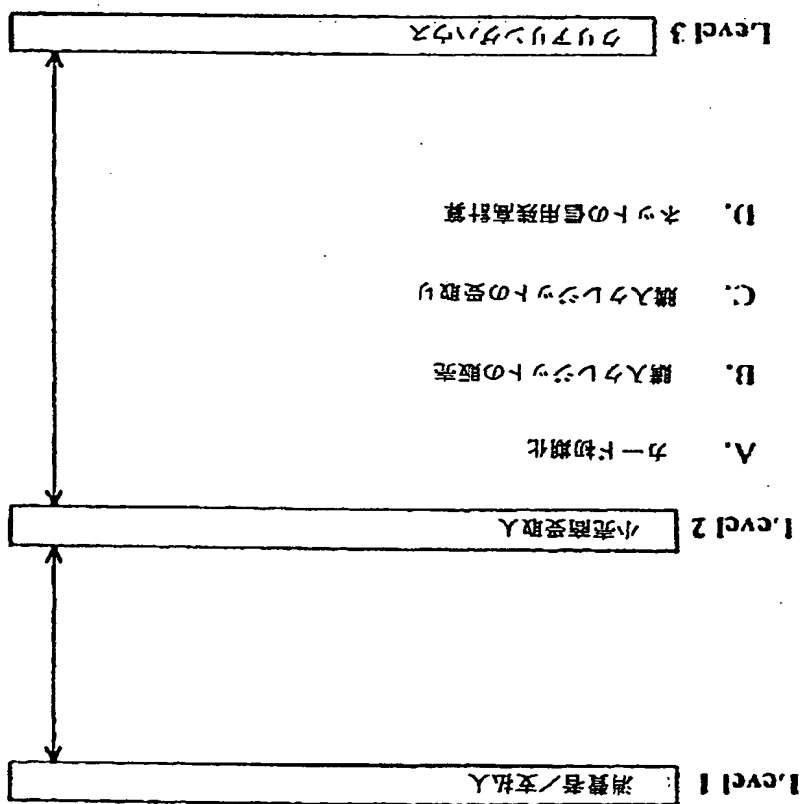 Level 1 消費者／支払人
Level 2 小売商受取人
A. カード初期化
B. 購入クレジットの販売
C. 購入クレジットの受取り
D. ネットの信用残高計算
Level 3 クリアリングハウス